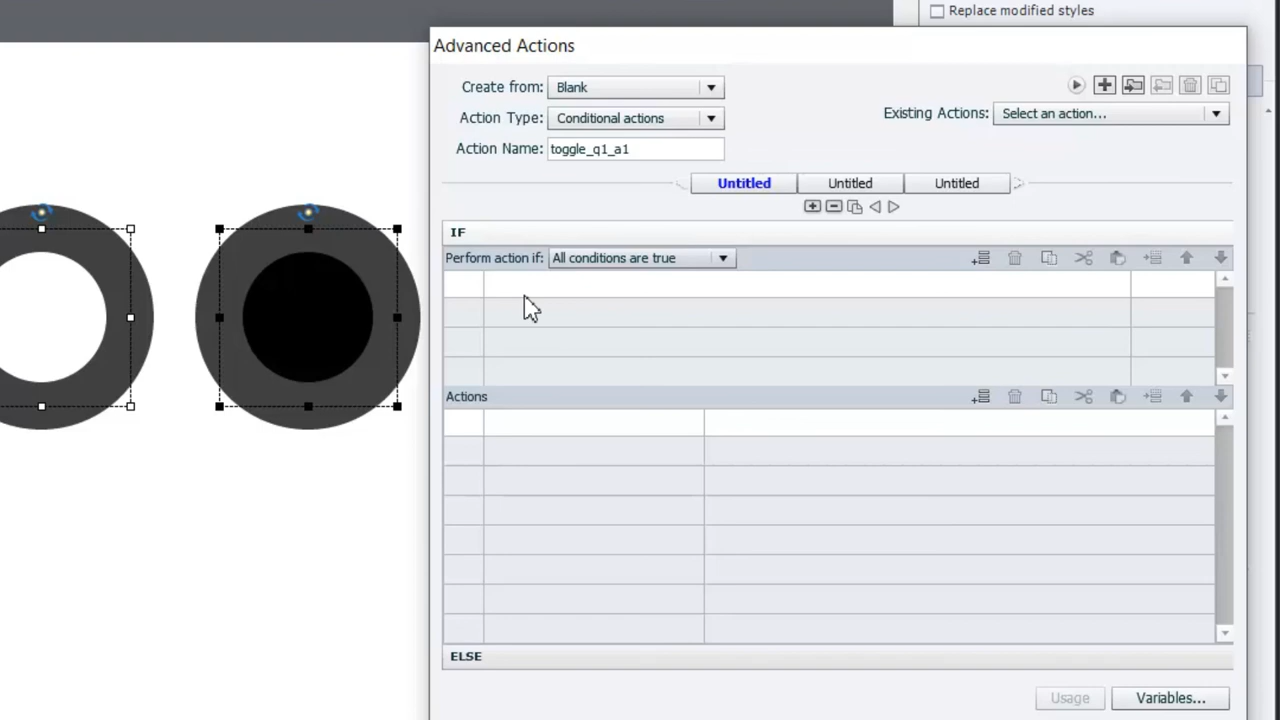 Replace modified styles
Advanced Actions
Create from: Blank
Action Type: Conditional actions
Existing Actions: Select an action...
Action Name: toggle_q1_a1
Untitled Untitled Untitled
IF
Perform action if: All conditions are true
Actions
ELSE
Usage Variables...